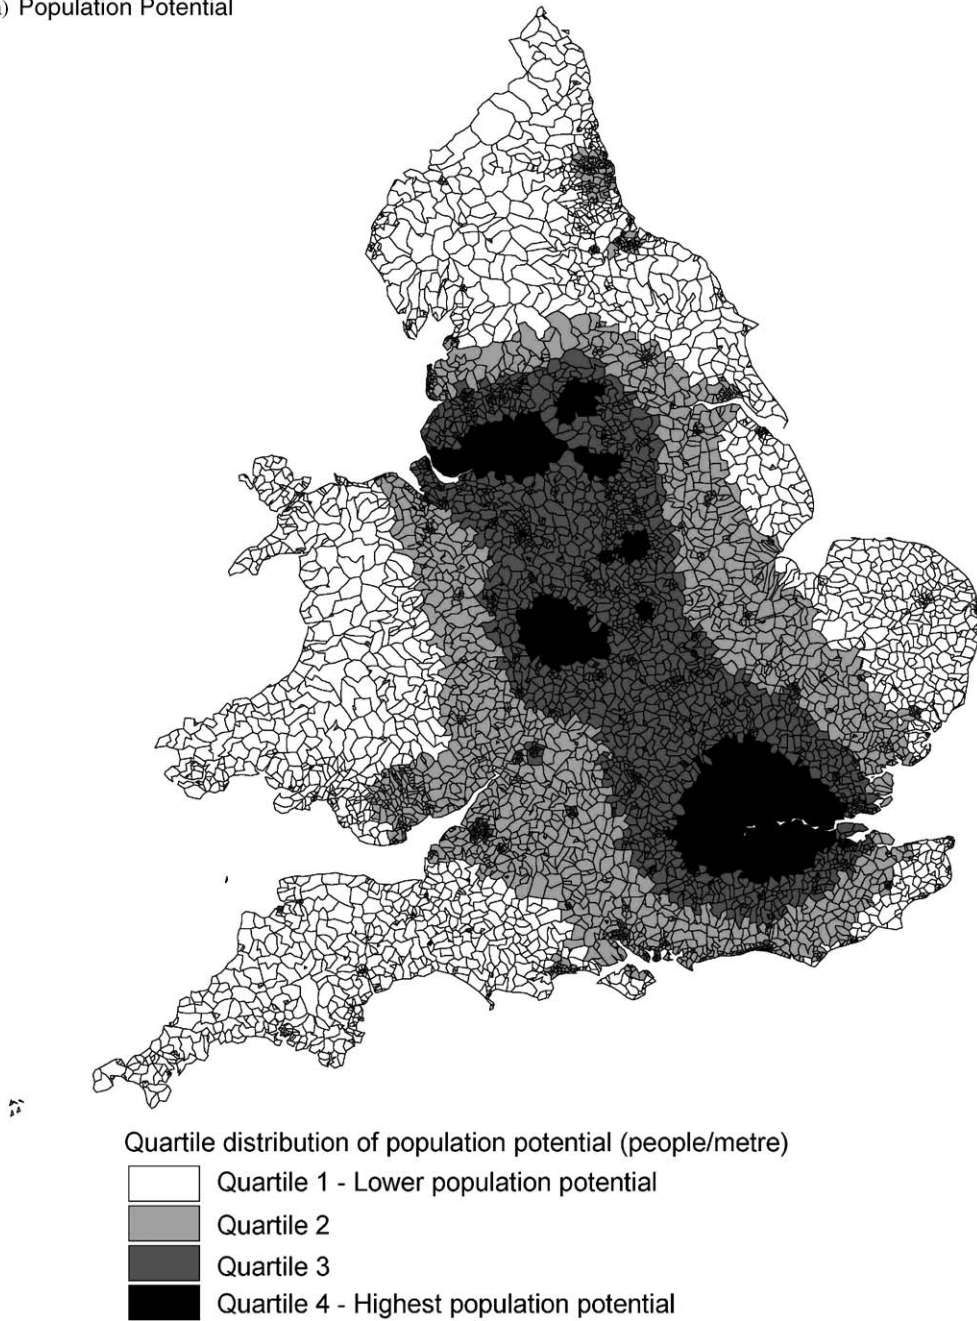 a) Population Potential
Quartile distribution of population potential (people/metre)
Quartile 1 - Lower population potential
Quartile 2
Quartile 3
Quartile 4 - Highest population potential